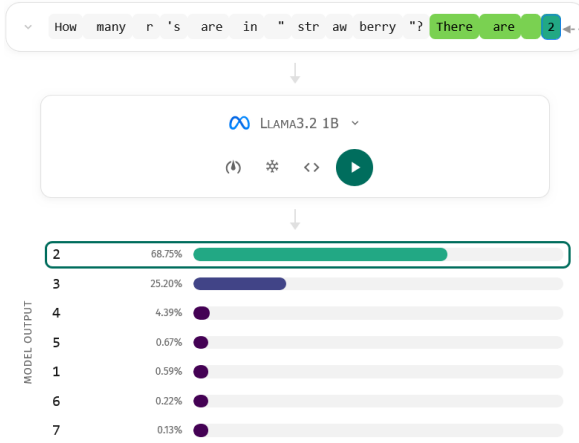 How many r 's are in " str aw berry "? There are 2
LLAMA3.2 1B
MODEL OUTPUT
2 68.75%
3 25.20%
4 4.39%
5 0.67%
1 0.59%
6 0.22%
7 0.13%